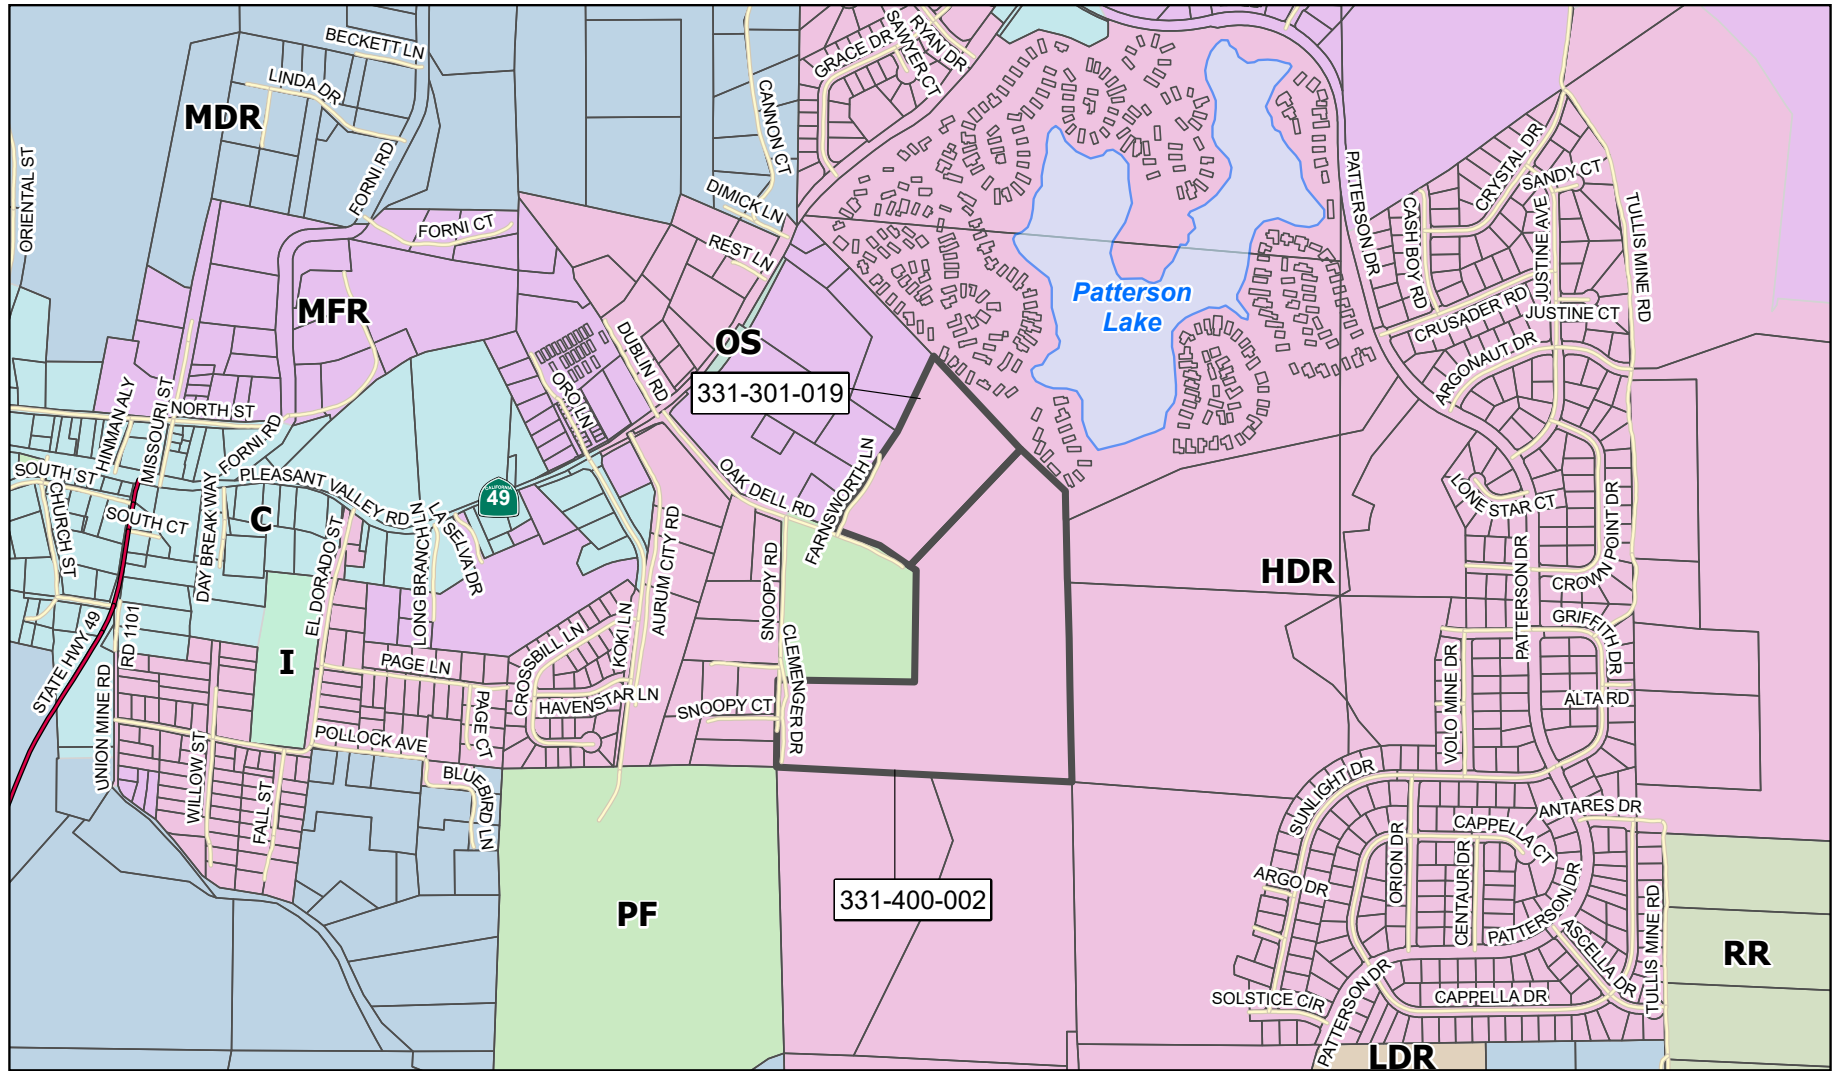 BECKETT LN
LINDA DR
MDR
FORNI RD
ORIENTAL ST
CANNON CT
GRACE DR
SAWYER CT
RYAN DR
DIMICK LN
REST LN
FORNI CT
MFR
OS
DUBLIN RD
ORO LN
331-301-019
Patterson
Lake
PATTERSON DR
CRYSTAL DR
SANDY CT
CASH BOY RD
JUSTINE AVE
TULLIS MINE RD
CRUSADER RD
JUSTINE CT
ARGONAUT DR
HINMAN ALY
MISSOURI ST
NORTH ST
FORNI RD
SOUTH ST
CHURCH ST
SOUTH CT
DAY BREAK WAY
C
PLEASANT VALLEY RD
CALIFORNIA
49
LONG BRANCH LN
LA SELVA DR
EL DORADO ST
OAK DELL RD
FARNSWORTH LN
AURUM CITY RD
SNOOPY RD
CLEMENGER DR
SNOOPY CT
HDR
LONE STAR CT
CROWN POINT DR
PATTERSON DR
GRIFFITH DR
VOLO MINE DR
ALTA RD
STATE HWY 49
RD 1101
UNION MINE RD
I
PAGE LN
CROSSBILL LN
KOKI LN
HAVENSTAR LN
PAGE CT
POLLOCK AVE
WILLOW ST
FALL ST
BLUEBIRD LN
PF
331-400-002
SUNLIGHT DR
ANTARES DR
CAPPELLA CT
ORION DR
CENTAUR DR
ARGO DR
PATTERSON DR
ASCELLA DR
TULLIS MINE RD
RR
CAPPELLA DR
SOLSTICE CIR
PATTERSON DR
LDR